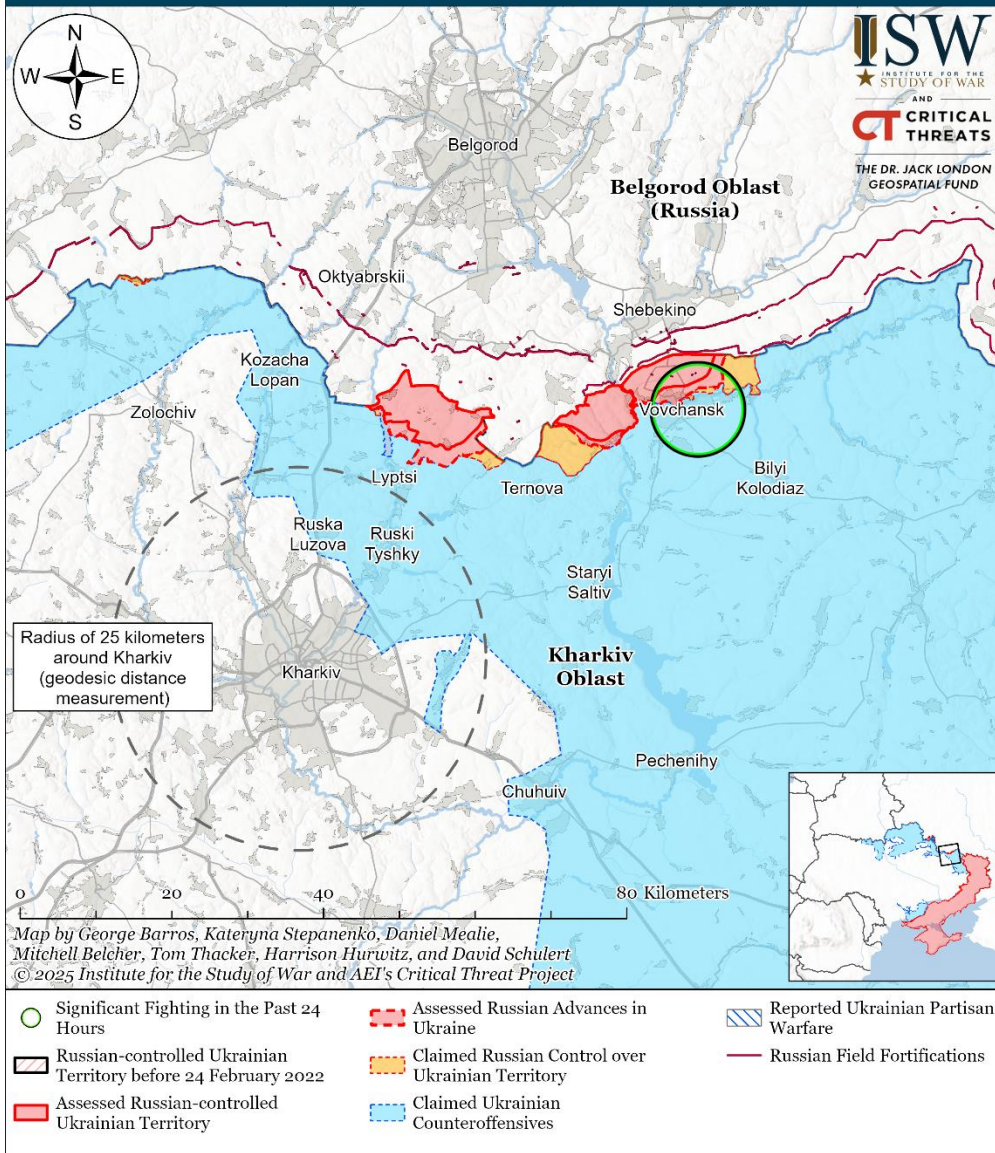 N
W E
S
ISW
INSTITUTE FOR THE
STUDY OF WAR
AND
CT CRITICAL
THREATS
THE DR. JACK LONDON
GEOSPATIAL FUND
Belgorod
Belgorod Oblast
(Russia)
Oktyabrskii
Shebekino
Kozacha
Lopan
Zolochiv
Vovchansk
Lyptsi
Ternova
Bilyi
Kolodiaz
Ruska
Luzova
Ruski
Tyshky
Staryi
Saltiv
Radius of 25 kilometers
around Kharkiv
(geodesic distance
measurement)
Kharkiv
Kharkiv
Oblast
Pechenihy
Chuhuiv
0 20 40 80 Kilometers
Map by George Barros, Kateryna Stepanenko, Daniel Mealie,
Mitchell Belcher, Tom Thacker, Harrison Hurwitz, and David Schulert
© 2025 Institute for the Study of War and AEI's Critical Threat Project
Significant Fighting in the Past 24
Hours
Russian-controlled Ukrainian
Territory before 24 February 2022
Assessed Russian-controlled
Ukrainian Territory
Assessed Russian Advances in
Ukraine
Claimed Russian Control over
Ukrainian Territory
Claimed Ukrainian
Counteroffensives
Reported Ukrainian Partisan
Warfare
Russian Field Fortifications